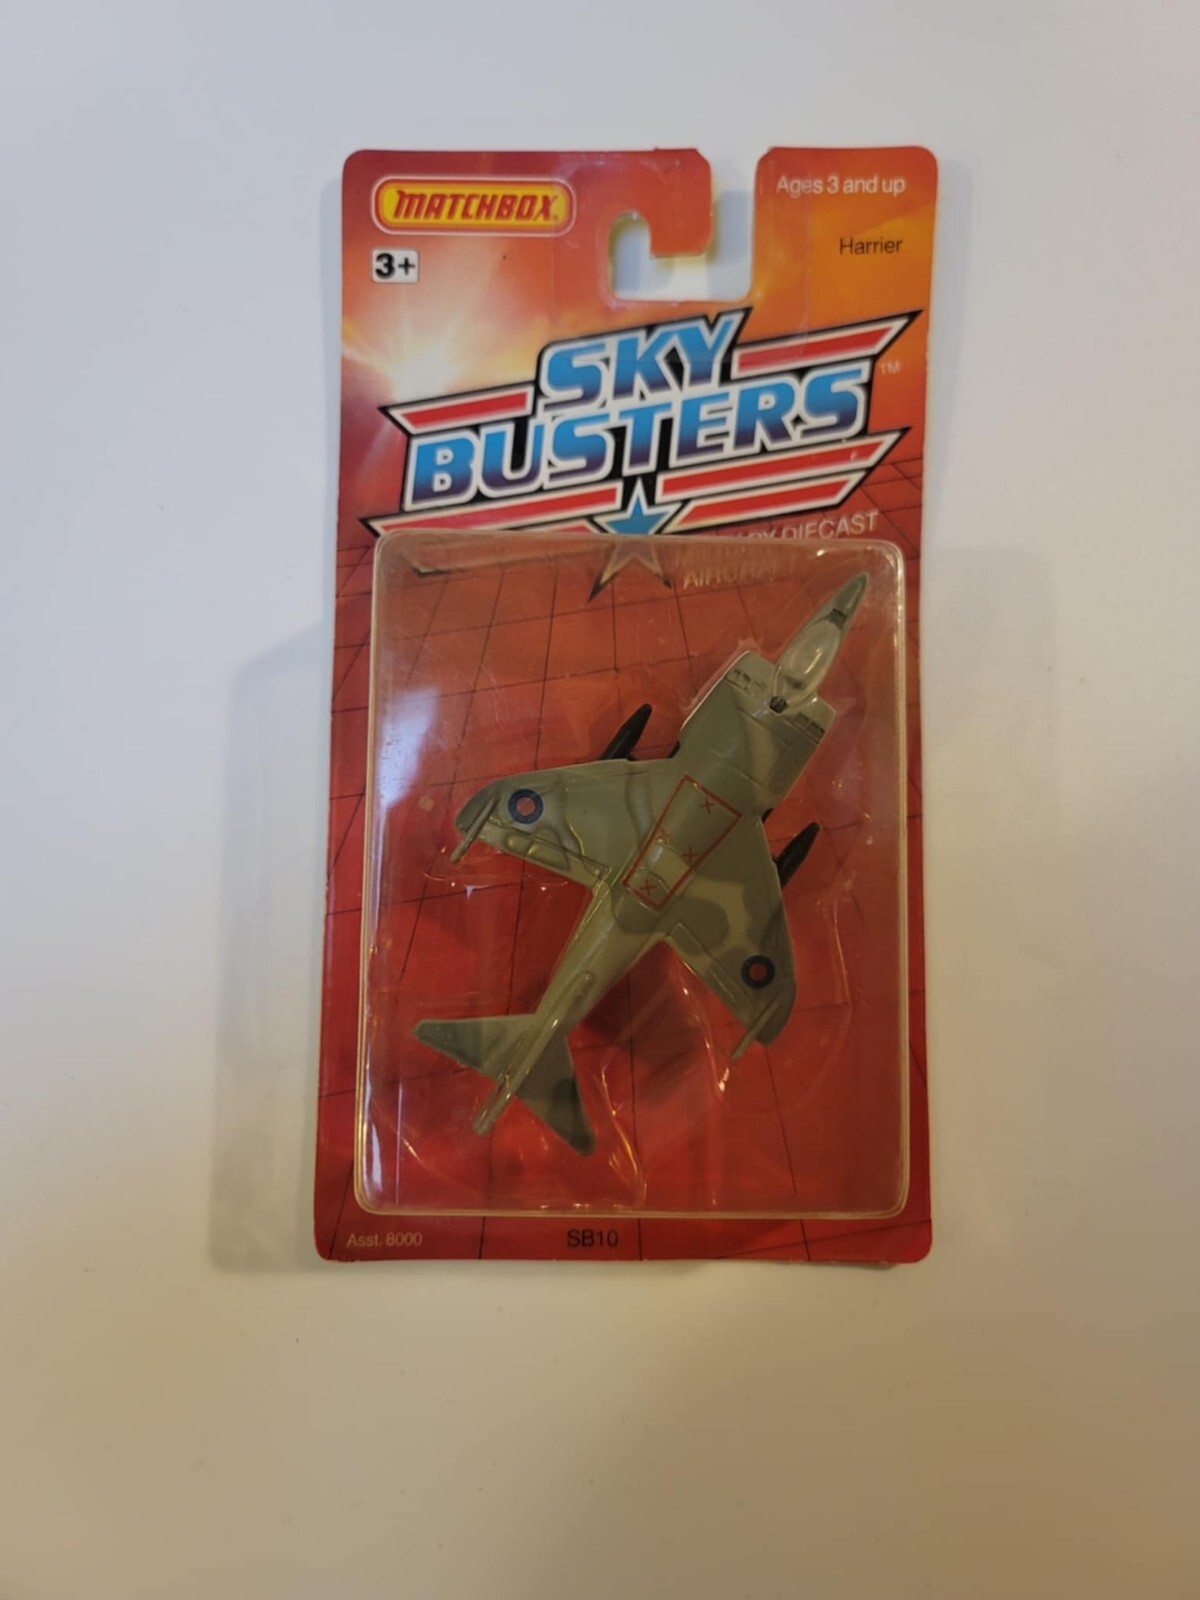 MATCHBOX
Ages 3 and up
3+
Harrier
SKY
BUSTERS
TM
DIECAST
Asst. 8000
SB10